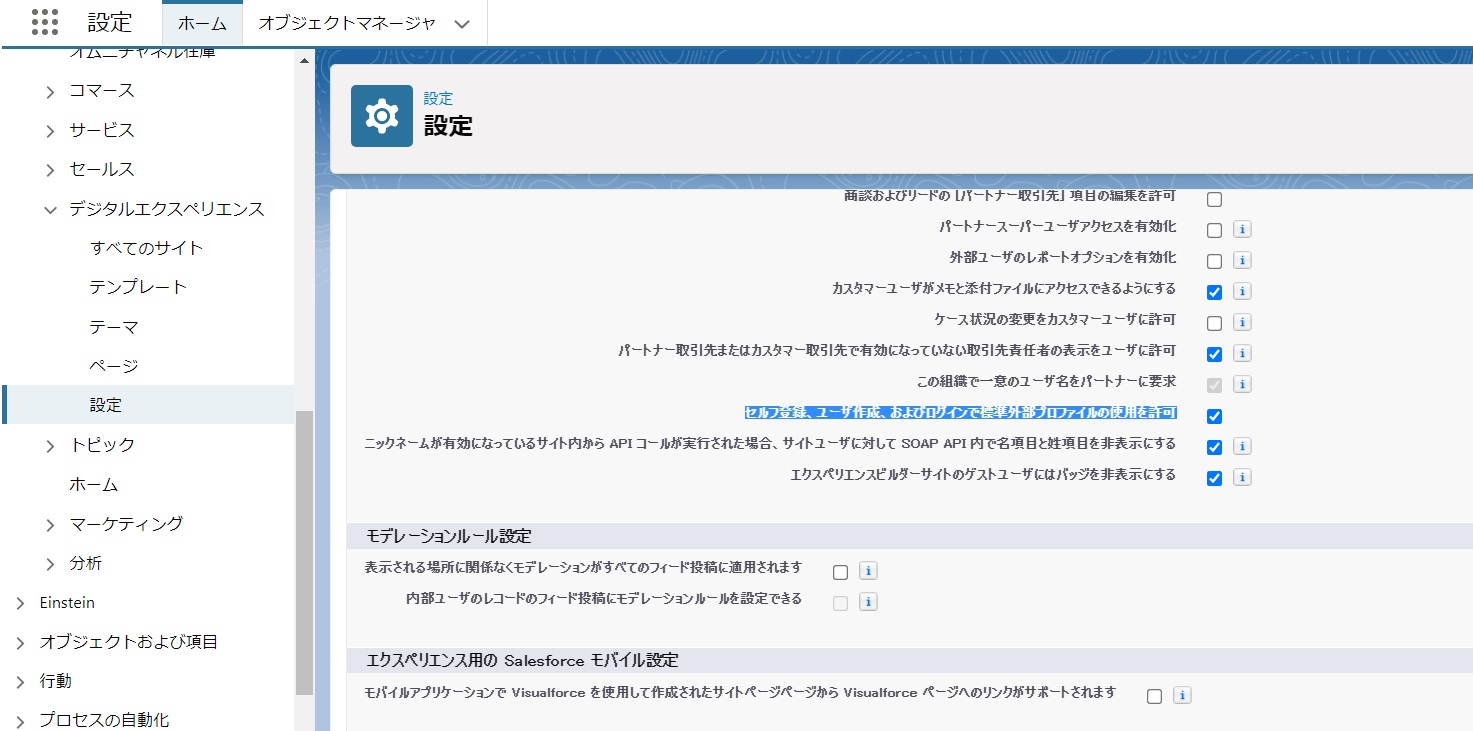 設定
ホーム
オブジェクトマネージャ
オムニチャネル在庫
コマース
サービス
セールス
デジタルエクスペリエンス
すべてのサイト
テンプレート
テーマ
ページ
設定
トピック
ホーム
マーケティング
分析
Einstein
オブジェクトおよび項目
行動
プロセスの自動化
設定
設定
商談およびリードの [パートナー取引先] 項目の編集を許可
パートナースーパーユーザアクセスを有効化
外部ユーザのレポートオプションを有効化
カスタマーユーザがメモと添付ファイルにアクセスできるようにする
ケース状況の変更をカスタマーユーザに許可
パートナー取引先またはカスタマー取引先で有効になっていない取引先責任者の表示をユーザに許可
この組織で一意のユーザ名をパートナーに要求
セルフ登録、ユーザ作成、およびログインで標準外部プロファイルの使用を許可
ニックネームが有効になっているサイト内から API コールが実行された場合、サイトユーザに対して SOAP API 内で名項目と姓項目を非表示にする
エクスペリエンスビルダーサイトのゲストユーザにはバッジを非表示にする
モデレーションルール設定
表示される場所に関係なくモデレーションがすべてのフィード投稿に適用されます
内部ユーザのレコードのフィード投稿にモデレーションルールを設定できる
エクスペリエンス用の Salesforce モバイル設定
モバイルアプリケーションで Visualforce を使用して作成されたサイトページページから Visualforce ページへのリンクがサポートされます